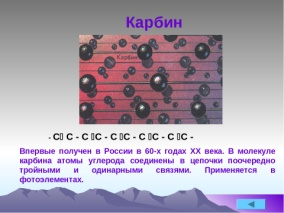 Карбин
Карбин
- С▯ С - С ▯С - С ▯С - С ▯С - С ▯С -
Впервые получен в России в 60-х годах XX века. В молекуле
карбина атомы углерода соединены в цепочки поочередно
тройными и одинарными связями. Применяется в
фотоэлементах.